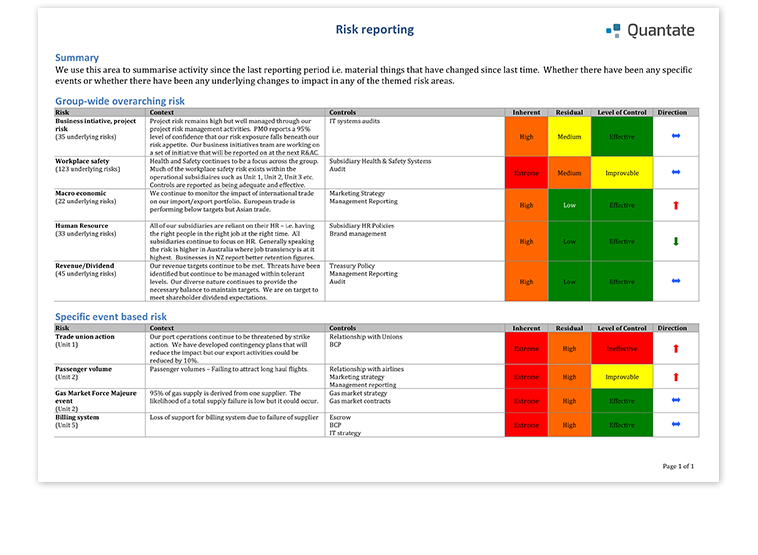 Risk reporting
Quantate
Summary
We use this area to summarise activity since the last reporting period i.e. material things that have changed since last time. Whether there have been any specific
events or whether there have been any underlying changes to impact in any of the themed risk areas.
Group-wide overarching risk
Risk Context Controls Inherent Residual Level of Control Direction
Business intiative, project
risk
(35 underlying risks)
Project risk remains high but well managed through our
project risk management activities. PMO reports a 95%
level of confidence that our risk exposure falls beneath our
risk appetite. Our business initiatives team are working on
a set of initiative that will be reported on at the next R&AC.
IT systems audits
High Medium Effective
Workplace safety
(123 underlying risks)
Health and Safety continues to be a focus across the group.
Much of the workplace safety risk exists within the
operational subsidiaires such as Unit 1, Unit 2, Unit 3 etc.
Controls are reported as being adequate and effective.
Subsidiary Health & Safety Systems
Audit
Extreme Medium Improvable
Macro economic
(22 underlying risks)
We continue to monitor the impact of international trade
on our import/export portfolio. European trade is
performing below targets but Asian trade.
Marketing Strategy
Management Reporting
High Low Effective
Human Resource
(33 underlying risks)
All of our subsidiaries are reliant on their HR – i.e. having
the right people in the right job at the right time. All
subsidiaries continue to focus on HR. Generally speaking
the risk is higher in Australia where job transiency is at it
highest. Businesses in NZ report better retention figures.
Subsidiary HR Policies
Brand management
High Low Effective
Revenue/Dividend
(45 underlying risks)
Our revenue targets continue to be met. Threats have been
identified but continue to be managed within tolerant
levels. Our diverse nature continues to provide the
necessary balance to maintain targets. We are on target to
meet shareholder dividend expectations.
Treasury Policy
Management Reporting
Audit
High Low Effective
Specific event based risk
Risk Context Controls Inherent Residual Level of Control Direction
Trade union action
(Unit 1)
Our port operations continue to be threatened by strike
action. We have developed contingency plans that will
reduce the impact but our export activities could be
reduced by 10%.
Relationship with Unions
BCP
Extreme High Ineffective
Passenger volume
(Unit 2)
Passenger volumes – Failing to attract long haul flights.
Relationship with airlines
Marketing strategy
Management reporting
Extreme High Improvable
Gas Market Force Majeure
event
(Unit 2)
95% of gas supply is derived from one supplier. The
likelihood of a total supply failure is low but it could occur.
Gas market strategy
Gas market contracts
Extreme High Effective
Billing system
(Unit 5)
Loss of support for billing system due to failure of supplier
Escrow
BCP
IT strategy
Extreme High Effective
Page 1 of 1